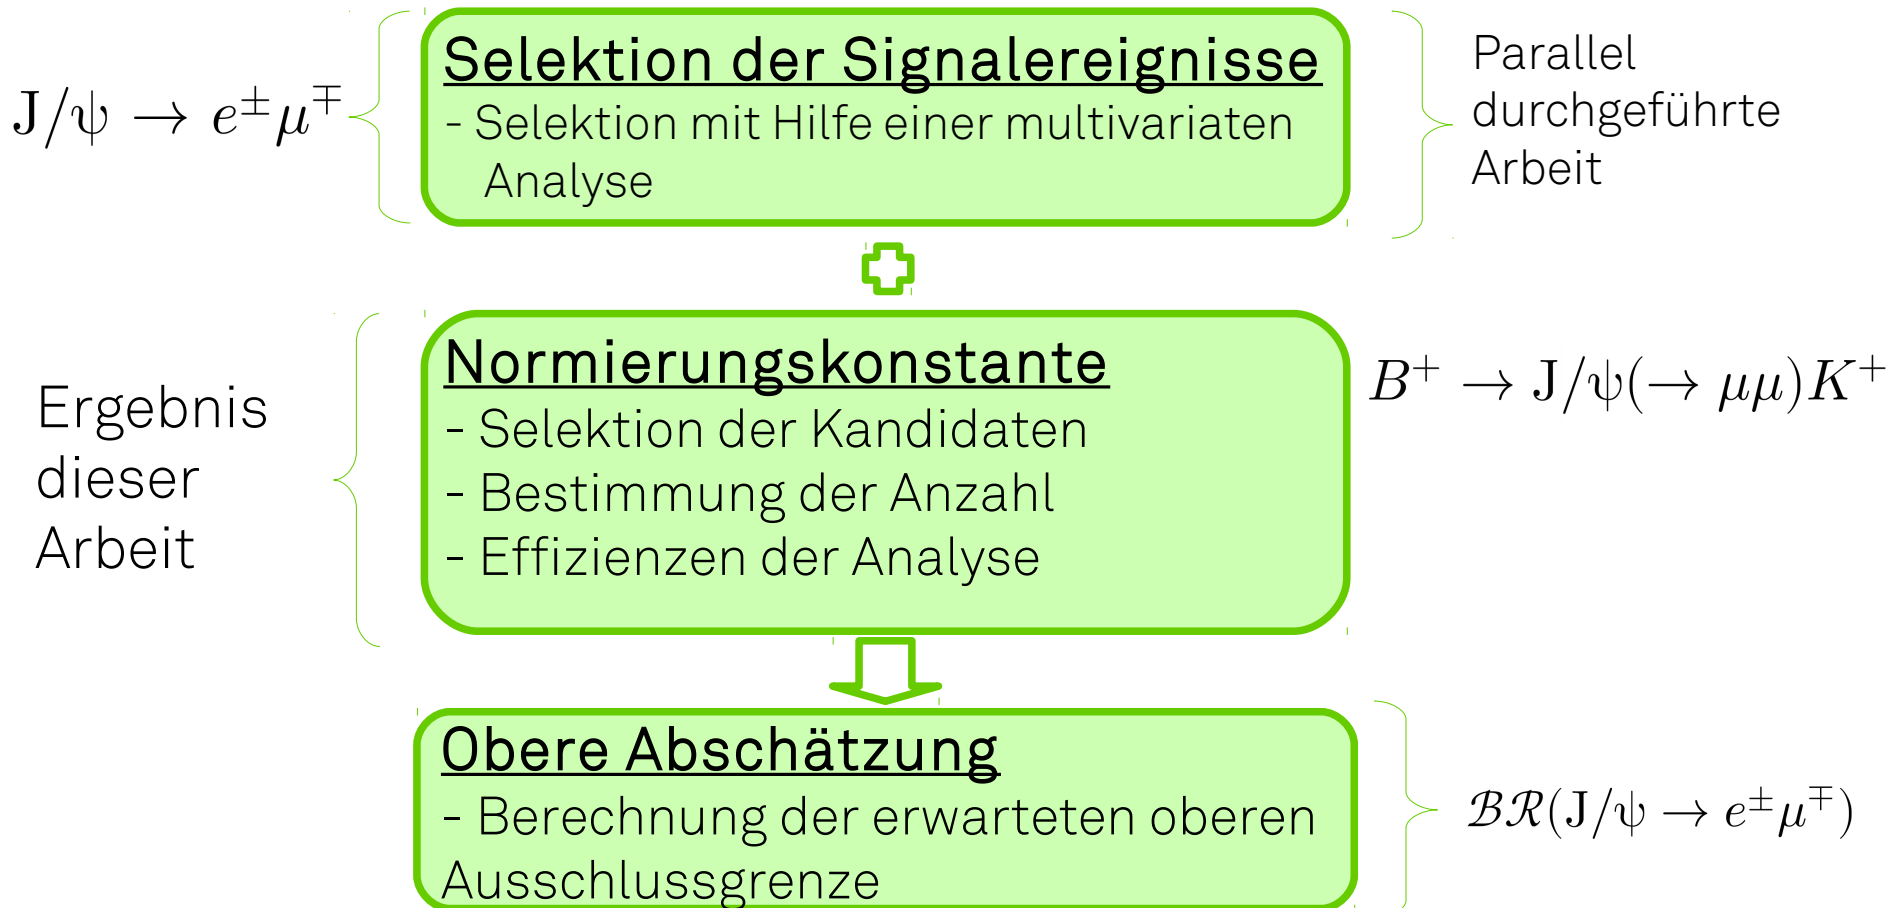 J/ψ → e±μ∓
Selektion der Signalereignisse
- Selektion mit Hilfe einer multivariaten
Analyse
Parallel
durchgeführte
Arbeit
Ergebnis
dieser
Arbeit
Normierungskonstante
- Selektion der Kandidaten
- Bestimmung der Anzahl
- Effizienzen der Analyse
B⁺ → J/ψ(→ μμ)K⁺
Obere Abschätzung
- Berechnung der erwarteten oberen
Ausschlussgrenze
ℬℛ(J/ψ → e±μ∓)